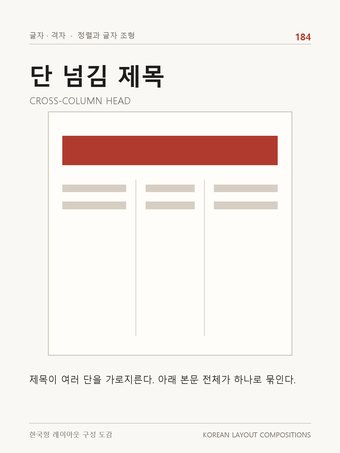 글자 · 격자 · 정렬과 글자 조형
184
단 넘김 제목
CROSS-COLUMN HEAD
제목이 여러 단을 가로지른다. 아래 본문 전체가 하나로 묶인다.
한국형 레이아웃 구성 도감
KOREAN LAYOUT COMPOSITIONS